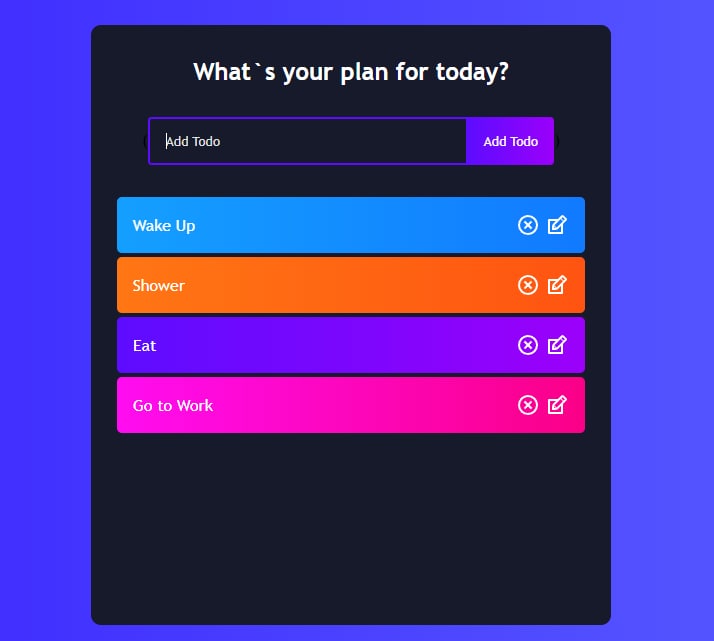 What`s your plan for today?
Add Todo Add Todo
Wake Up
Shower
Eat
Go to Work